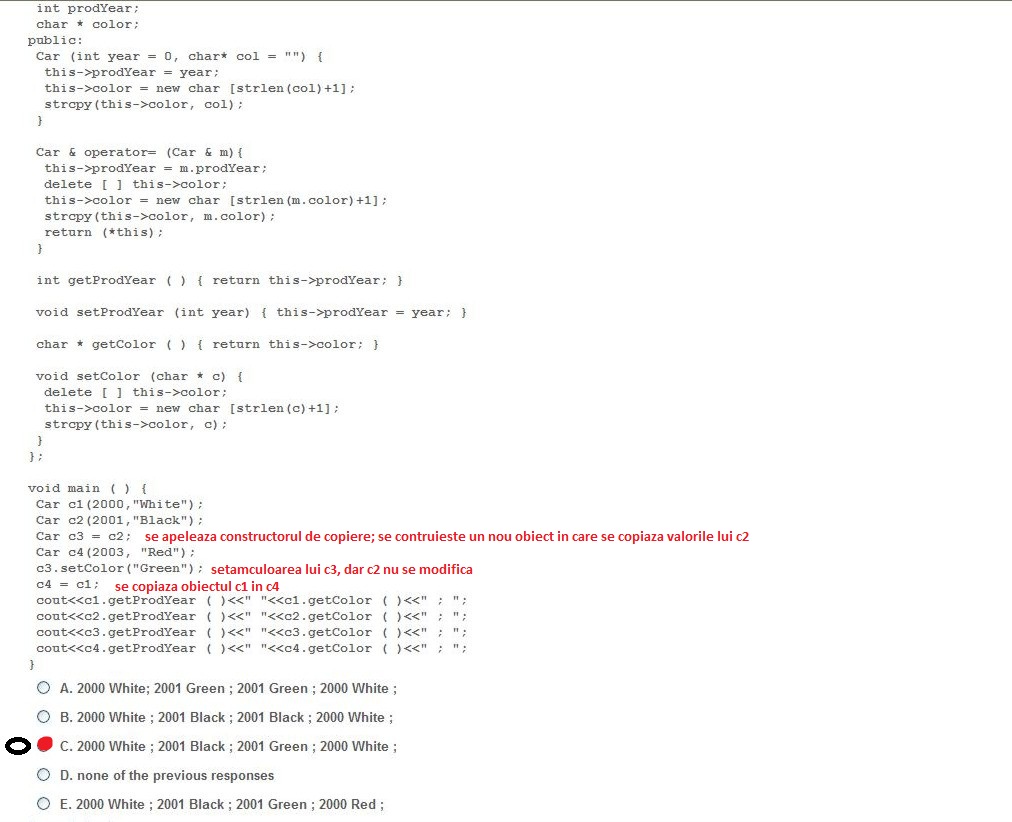 int prodYear;
char * color;
public:
Car (int year = 0, char* col = "") {
this->prodYear = year;
this->color = new char [strlen(col)+1];
strcpy(this->color, col);
}
Car & operator= (Car & m){
this->prodYear = m.prodYear;
delete [ ] this->color;
this->color = new char [strlen(m.color)+1];
strcpy(this->color, m.color);
return (*this);
}
int getProdYear ( ) { return this->prodYear; }
void setProdYear (int year) { this->prodYear = year; }
char * getColor ( ) { return this->color; }
void setColor (char * c) {
delete [ ] this->color;
this->color = new char [strlen(c)+1];
strcpy(this->color, c);
}
};
void main ( ) {
Car c1(2000,"White");
Car c2(2001,"Black");
Car c3 = c2; se apeleaza constructorul de copiere; se contruieste un nou obiect in care se copiaza valorile lui c2
Car c4(2003, "Red");
c3.setColor("Green"); setamculoarea lui c3, dar c2 nu se modifica
c4 = c1; se copiaza obiectul c1 in c4
cout<<c1.getProdYear ( )<<" "<<c1.getColor ( )<<" ; ";
cout<<c2.getProdYear ( )<<" "<<c2.getColor ( )<<" ; ";
cout<<c3.getProdYear ( )<<" "<<c3.getColor ( )<<" ; ";
cout<<c4.getProdYear ( )<<" "<<c4.getColor ( )<<" ; ";
}
A. 2000 White; 2001 Green ; 2001 Green ; 2000 White ;
B. 2000 White ; 2001 Black ; 2001 Black ; 2000 White ;
C. 2000 White ; 2001 Black ; 2001 Green ; 2000 White ;
D. none of the previous responses
E. 2000 White ; 2001 Black ; 2001 Green ; 2000 Red ;